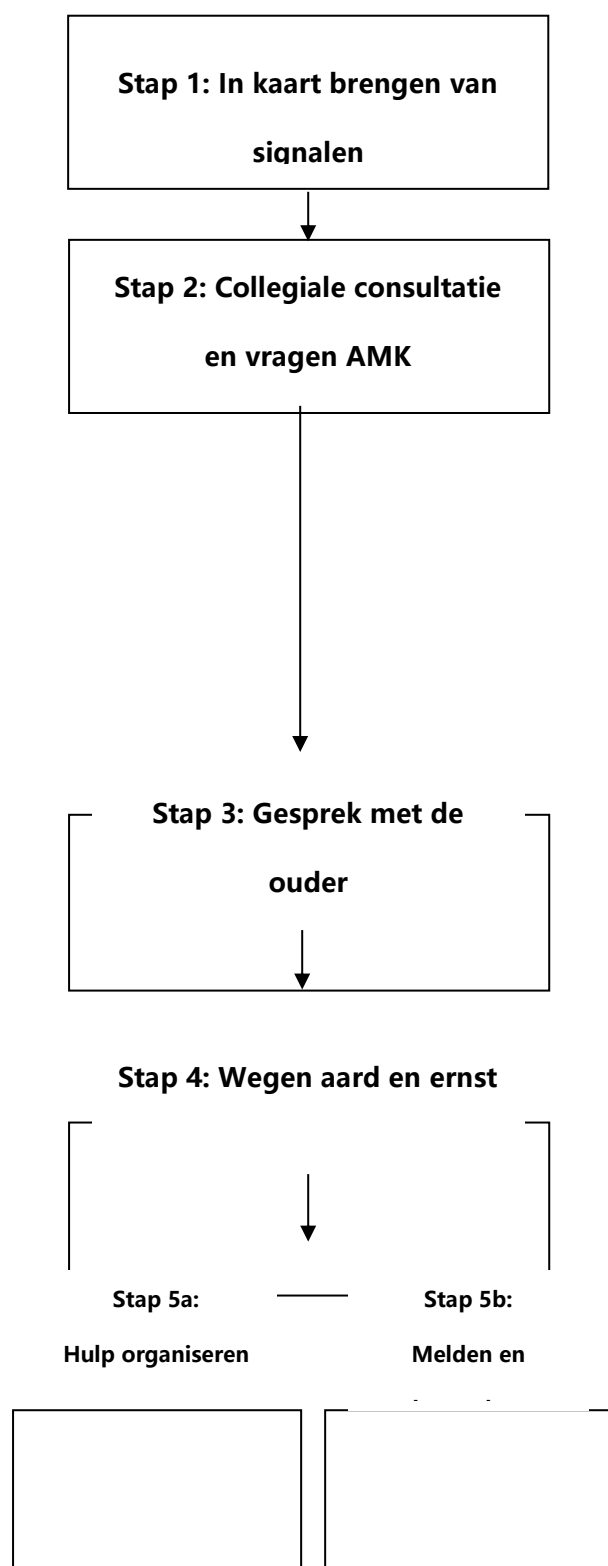 Stap 1: In kaart brengen van
signalen
Stap 2: Collegiale consultatie
en vragen AMK
Stap 3: Gesprek met de
ouder
Stap 4: Wegen aard en ernst
Stap 5a:
Hulp organiseren
Stap 5b:
Melden en